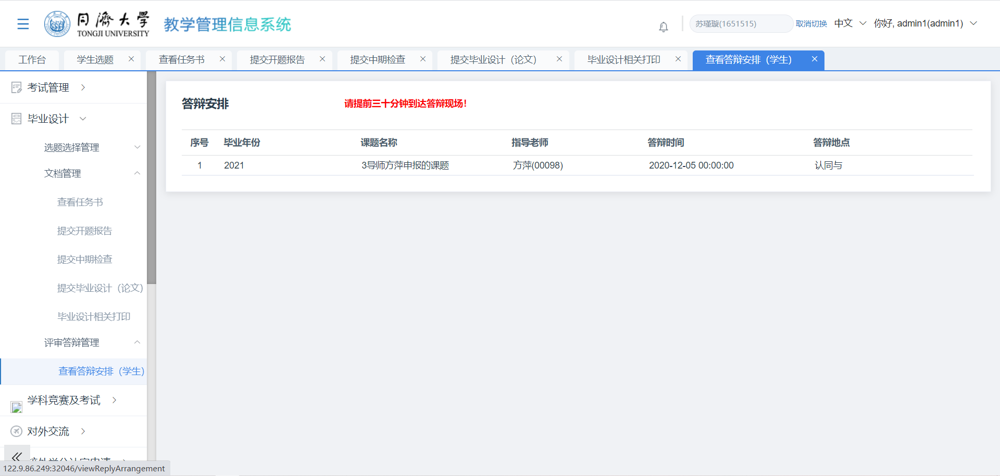 同濟大学
TONGJI UNIVERSITY
教学管理信息系统
苏瑾璇(1651515)
取消切换
中文
你好, admin1(admin1)
工作台
学生选题
查看任务书
提交开题报告
提交中期检查
提交毕业设计（论文）
毕业设计相关打印
查看答辩安排（学生）
考试管理
毕业设计
选题选择管理
文档管理
查看任务书
提交开题报告
提交中期检查
提交毕业设计（论文）
毕业设计相关打印
评审答辩管理
查看答辩安排（学生）
学科竞赛及考试
对外交流
答辩安排
请提前三十分钟到达答辩现场！
序号 毕业年份 课题名称 指导老师 答辩时间 答辩地点
1 2021 3导师方萍申报的课题 方萍(00098) 2020-12-05 00:00:00 认同与
122.9.86.249:32046/viewReplyArrangement